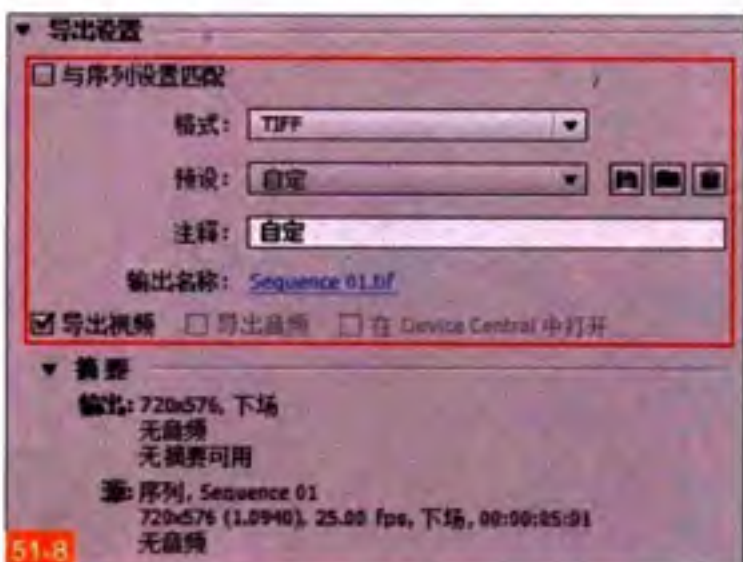 导出设置
与序列设置匹配
格式: TIFF
预设: 自定
注释: 自定
输出名称: Sequence 01.tif
导出视频 导出音频 在 Device Central 中打开
摘要
输出: 720x576, 下场
无音频
无摘要可用
源: 序列, Sequence 01
720x576 (1.0940), 25.00 fps, 下场, 00:00:05:01
无音频
51-8